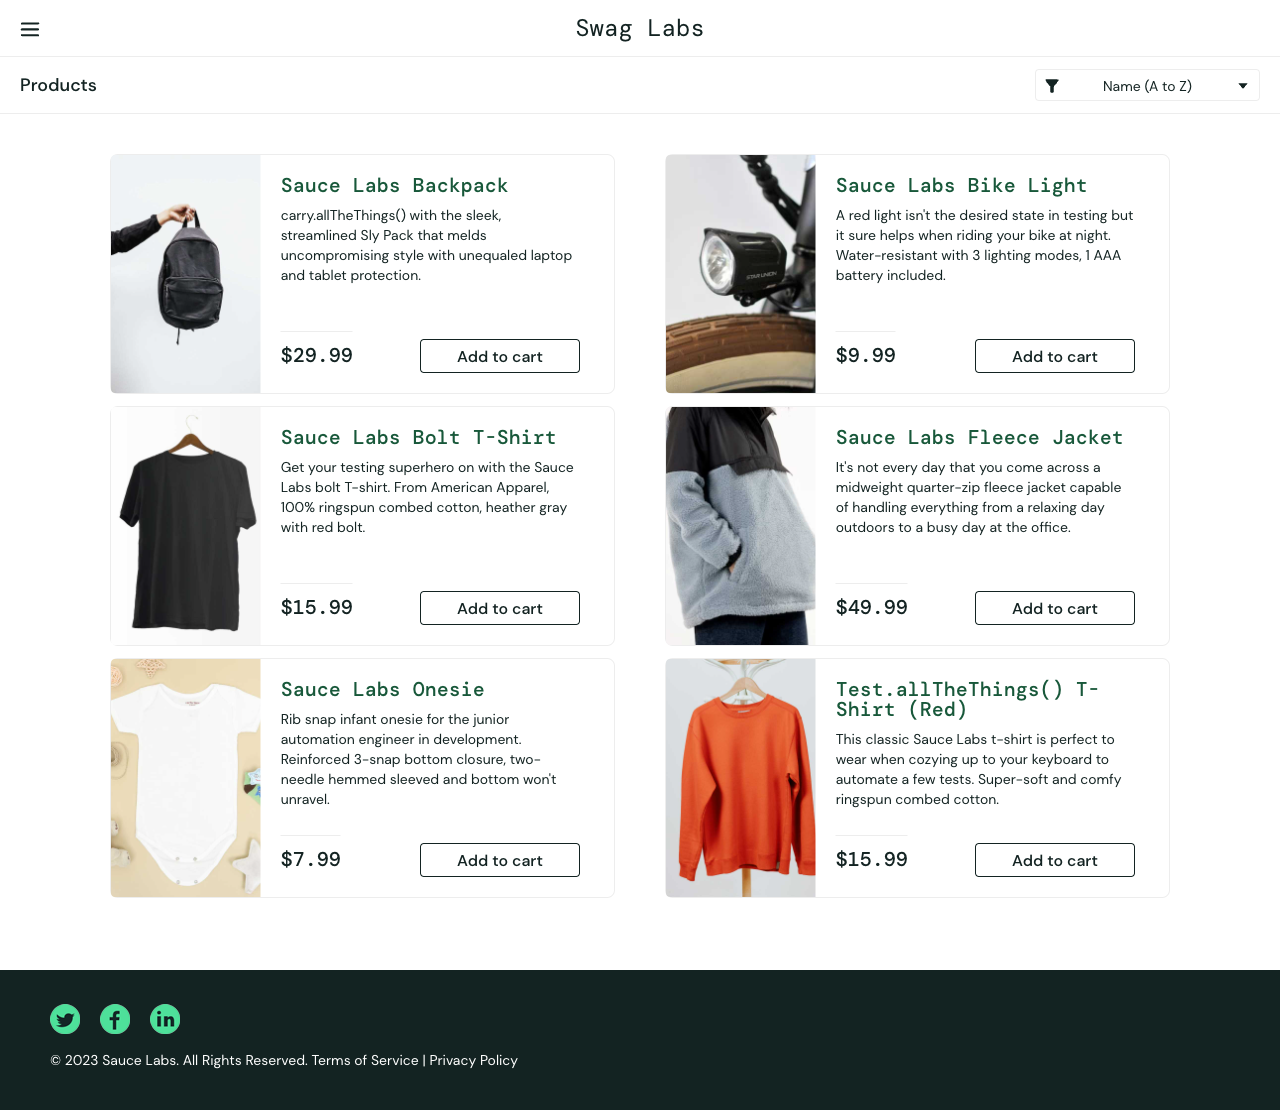 Swag Labs
Products
Name (A to Z)
Sauce Labs Backpack
carry.allTheThings() with the sleek,
streamlined Sly Pack that melds
uncompromising style with unequaled laptop
and tablet protection.
$29.99
Add to cart
Sauce Labs Bike Light
A red light isn't the desired state in testing but
it sure helps when riding your bike at night.
Water-resistant with 3 lighting modes, 1 AAA
battery included.
$9.99
Add to cart
STAR UNION
Sauce Labs Bolt T-Shirt
Get your testing superhero on with the Sauce
Labs bolt T-shirt. From American Apparel,
100% ringspun combed cotton, heather gray
with red bolt.
$15.99
Add to cart
Sauce Labs Fleece Jacket
It's not every day that you come across a
midweight quarter-zip fleece jacket capable
of handling everything from a relaxing day
outdoors to a busy day at the office.
$49.99
Add to cart
Sauce Labs Onesie
Rib snap infant onesie for the junior
automation engineer in development.
Reinforced 3-snap bottom closure, two-
needle hemmed sleeved and bottom won't
unravel.
$7.99
Add to cart
Test.allTheThings() T-
Shirt (Red)
This classic Sauce Labs t-shirt is perfect to
wear when cozying up to your keyboard to
automate a few tests. Super-soft and comfy
ringspun combed cotton.
$15.99
Add to cart
© 2023 Sauce Labs. All Rights Reserved. Terms of Service | Privacy Policy